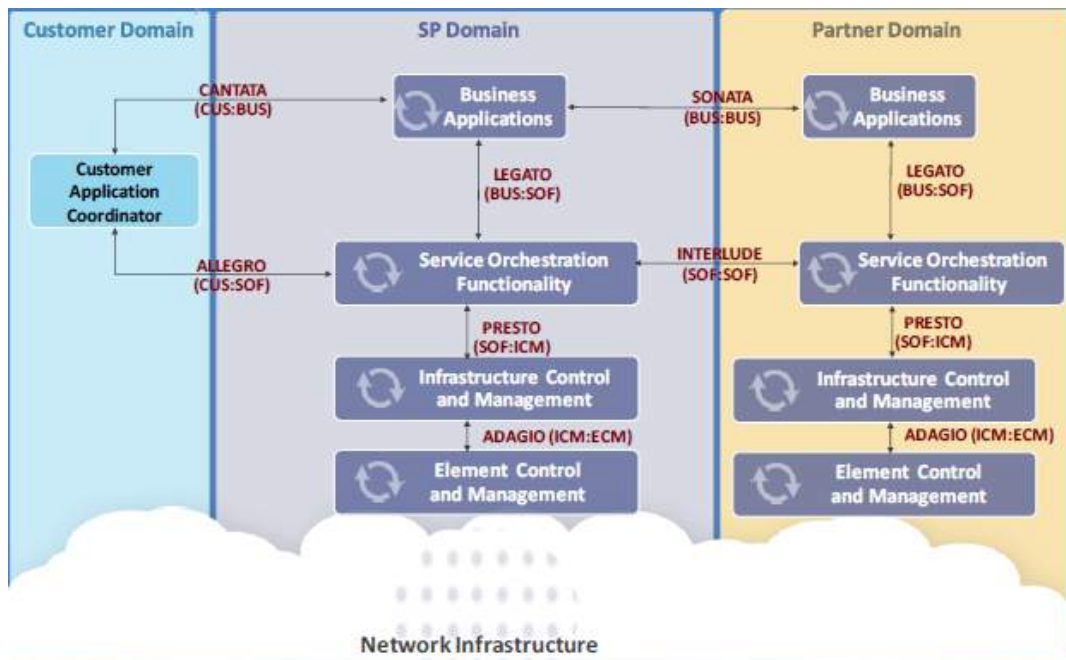 Customer Domain
SP Domain
Partner Domain
CANTATA
(CUS:BUS)
Business
Applications
SONATA
(BUS:BUS)
Business
Applications
Customer
Application
Coordinator
LEGATO
(BUS:SOF)
LEGATO
(BUS:SOF)
ALLEGRO
(CUS:SOF)
Service Orchestration
Functionality
INTERLUDE
(SOF:SOF)
Service Orchestration
Functionality
PRESTO
(SOF:ICM)
PRESTO
(SOF:ICM)
Infrastructure Control
and Management
Infrastructure Control
and Management
ADAGIO (ICM:ECM)
ADAGIO (ICM:ECM)
Element Control
and Management
Element Control
and Management
Network Infrastructure